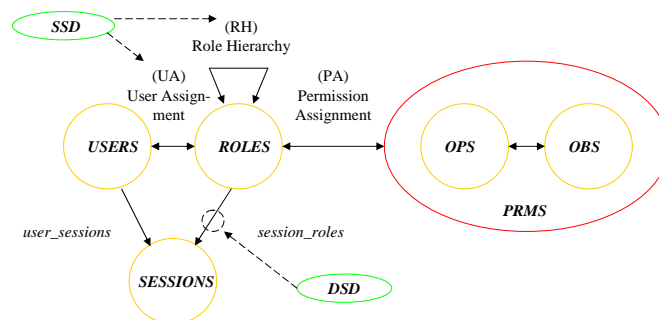 SSD
(RH)
Role Hierarchy
(UA)
User Assign-
ment
(PA)
Permission
Assignment
USERS
ROLES
OPS
OBS
PRMS
user_sessions
session_roles
SESSIONS
DSD